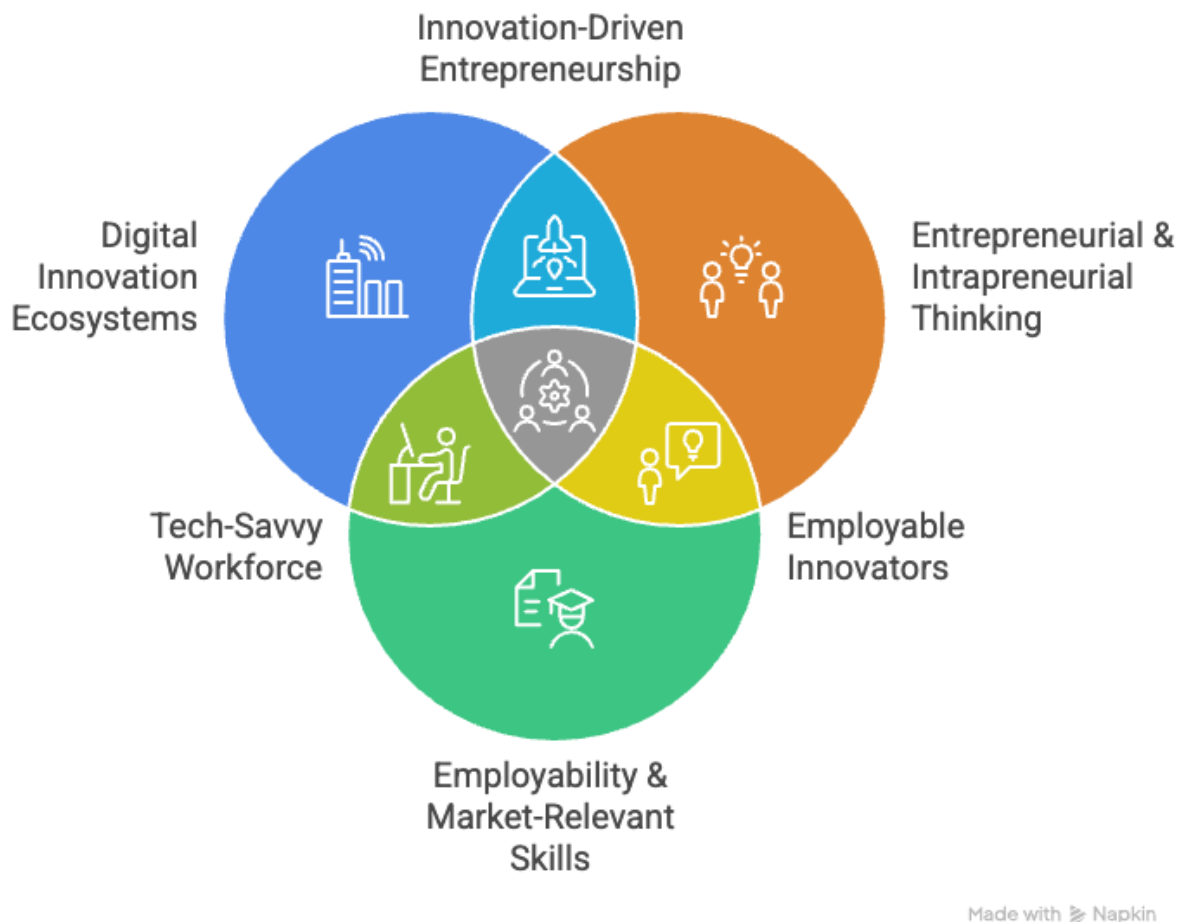 Innovation-Driven
Entrepreneurship
Digital
Innovation
Ecosystems
Entrepreneurial &
Intrapreneurial
Thinking
Tech-Savvy
Workforce
Employable
Innovators
Employability &
Market-Relevant
Skills
Made with Napkin